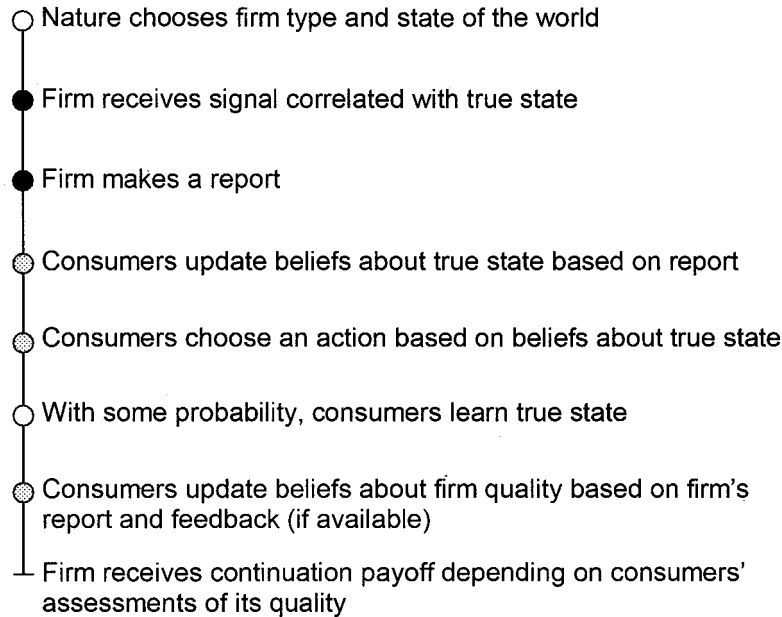 Nature chooses firm type and state of the world
Firm receives signal correlated with true state
Firm makes a report
Consumers update beliefs about true state based on report
Consumers choose an action based on beliefs about true state
With some probability, consumers learn true state
Consumers update beliefs about firm quality based on firm's
report and feedback (if available)
Firm receives continuation payoff depending on consumers'
assessments of its quality